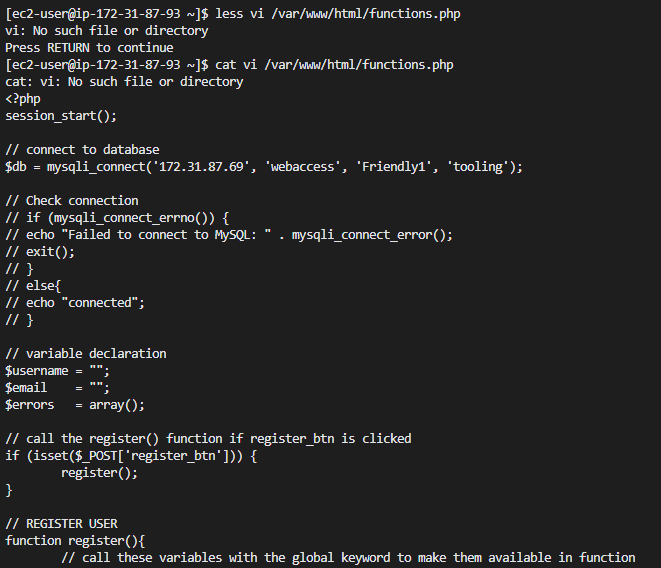 [ec2-user@ip-172-31-87-93 ~]$ less vi /var/www/html/functions.php
vi: No such file or directory
Press RETURN to continue
[ec2-user@ip-172-31-87-93 ~]$ cat vi /var/www/html/functions.php
cat: vi: No such file or directory
<?php
session_start();

// connect to database
$db = mysqli_connect('172.31.87.69', 'webaccess', 'Friendly1', 'tooling');

// Check connection
// if (mysqli_connect_errno()) {
// echo "Failed to connect to MySQL: " . mysqli_connect_error();
// exit();
// }
// else{
// echo "connected";
// }

// variable declaration
$username = "";
$email    = "";
$errors   = array();

// call the register() function if register_btn is clicked
if (isset($_POST['register_btn'])) {
        register();
}

// REGISTER USER
function register(){
        // call these variables with the global keyword to make them available in function